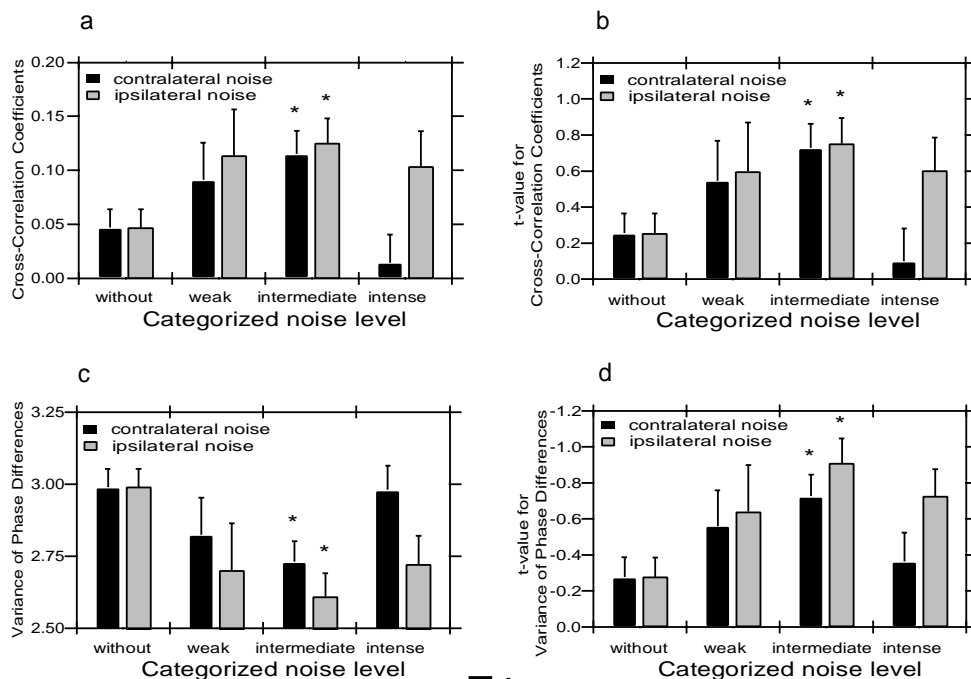 a
Cross-Correlation Coefficients
0.20
0.15
0.10
0.05
0.00
contralateral noise
ipsilateral noise
* *
without weak intermediate intense
Categorized noise level
b
t-value for
Cross-Correlation Coefficients
1.2
1.0
0.8
0.6
0.4
0.2
0.0
contralateral noise
ipsilateral noise
* *
without weak intermediate intense
Categorized noise level
c
Variance of Phase Differences
3.25
3.00
2.75
2.50
contralateral noise
ipsilateral noise
* *
without weak intermediate intense
Categorized noise level
d
t-value for
Variance of Phase Differences
-1.2
-1.0
-0.8
-0.6
-0.4
-0.2
0.0
contralateral noise
ipsilateral noise
* *
without weak intermediate intense
Categorized noise level